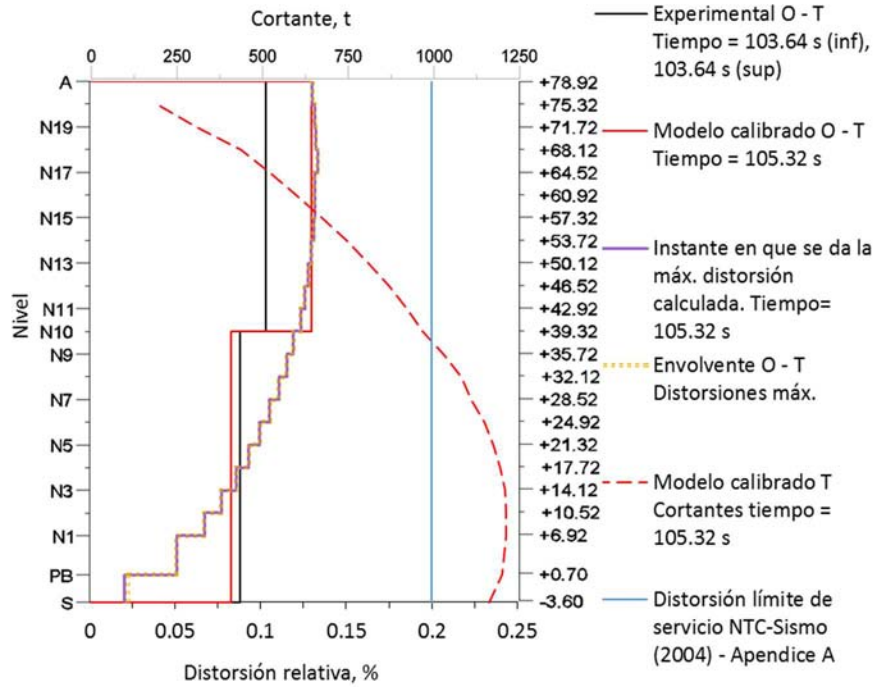 Cortante, t
0 250 500 750 1000 1250
Nivel
A
N19
N17
N15
N13
N11
N10
N9
N7
N5
N3
N1
PB
S
+78.92
+75.32
+71.72
+68.12
+64.52
+60.92
+57.32
+53.72
+50.12
+46.52
+42.92
+39.32
+35.72
+32.12
+28.52
+24.92
+21.32
+17.72
+14.12
+10.52
+6.92
+0.70
-3.60
0 0.05 0.1 0.15 0.2 0.25
Distorsión relativa, %
Experimental O - T
Tiempo = 103.64 s (inf),
103.64 s (sup)
Modelo calibrado O - T
Tiempo = 105.32 s
Instante en que se da la
máx. distorsión
calculada. Tiempo=
105.32 s
Envolvente O - T
Distorsiones máx.
Modelo calibrado T
Cortantes tiempo =
105.32 s
Distorsión límite de
servicio NTC-Sismo
(2004) - Apendice A